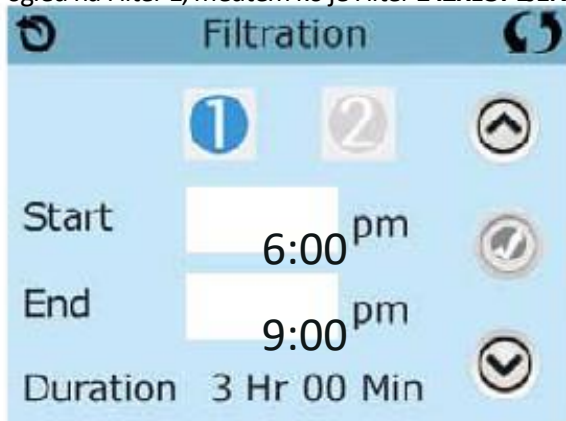 Filtration
1 2
Start 6:00 pm
End 9:00 pm
Duration 3 Hr 00 Min